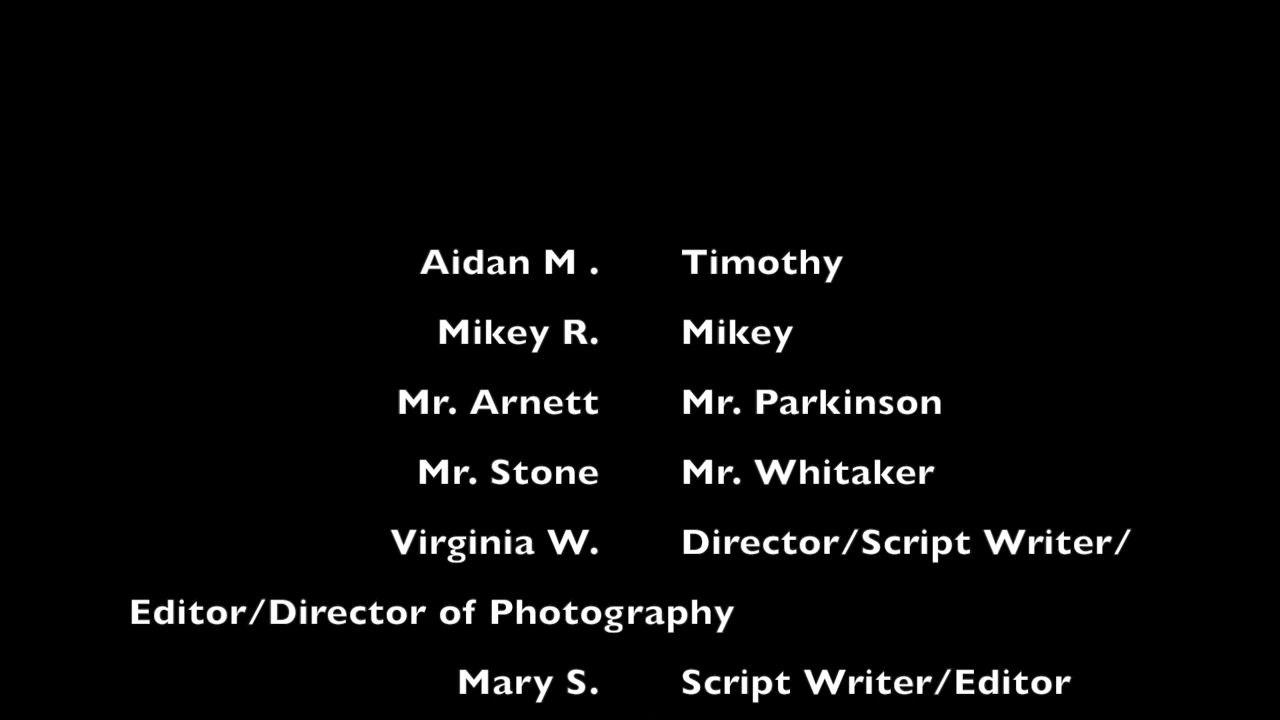 Aidan M . Timothy
Mikey R. Mikey
Mr. Arnett Mr. Parkinson
Mr. Stone Mr. Whitaker
Virginia W. Director/Script Writer/
Editor/Director of Photography
Mary S. Script Writer/Editor